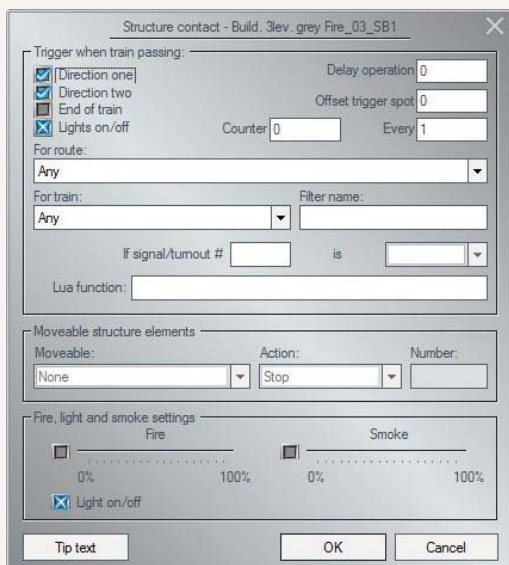 Structure contact - Build. 3lev. grey Fire_03_SB1
Trigger when train passing:
Direction one
Delay operation 0
Direction two
Offset trigger spot 0
End of train
Lights on/off
Counter 0
Every 1
For route:
Any
For train:
Filter name:
Any
If signal/turnout #
is
Lua function:
Moveable structure elements
Moveable:
Action:
Number:
None
Stop
Fire, light and smoke settings
Fire
Smoke
0%
100%
0%
100%
Light on/off
Tip text
OK
Cancel